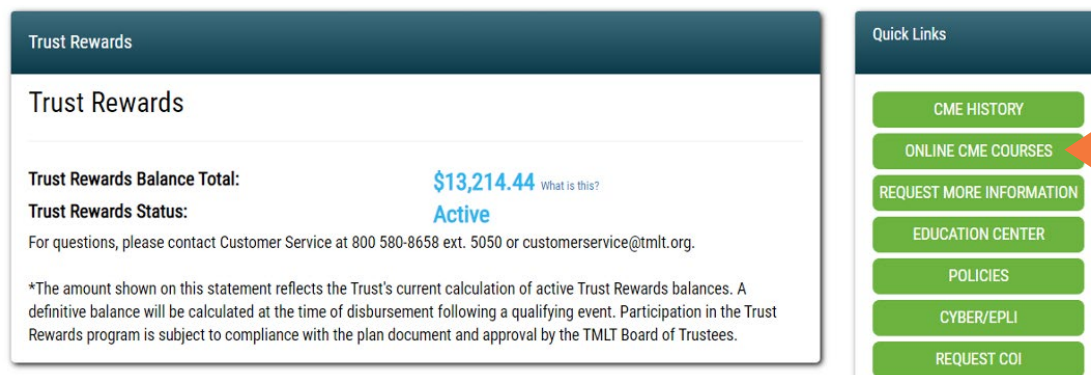 Trust Rewards
Trust Rewards
Trust Rewards Balance Total: $13,214.44 What is this?
Trust Rewards Status: Active
For questions, please contact Customer Service at 800 580-8658 ext. 5050 or customerservice@tmlt.org.
*The amount shown on this statement reflects the Trust's current calculation of active Trust Rewards balances. A
definitive balance will be calculated at the time of disbursement following a qualifying event. Participation in the Trust
Rewards program is subject to compliance with the plan document and approval by the TMLT Board of Trustees.
Quick Links
CME HISTORY
ONLINE CME COURSES
REQUEST MORE INFORMATION
EDUCATION CENTER
POLICIES
CYBER/EPLI
REQUEST COI